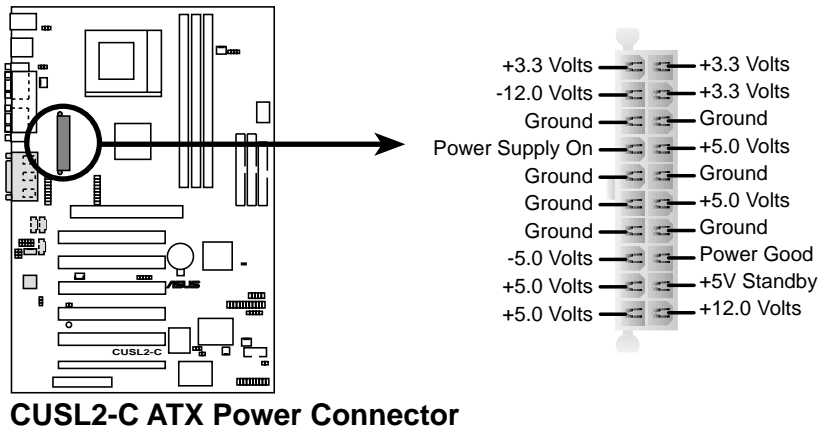 +3.3 Volts +3.3 Volts
-12.0 Volts +3.3 Volts
Ground Ground
Power Supply On +5.0 Volts
Ground Ground
Ground +5.0 Volts
Ground Ground
-5.0 Volts Power Good
+5.0 Volts +5V Standby
+5.0 Volts +12.0 Volts
/SUS
CUSL2-C
CUSL2-C ATX Power Connector